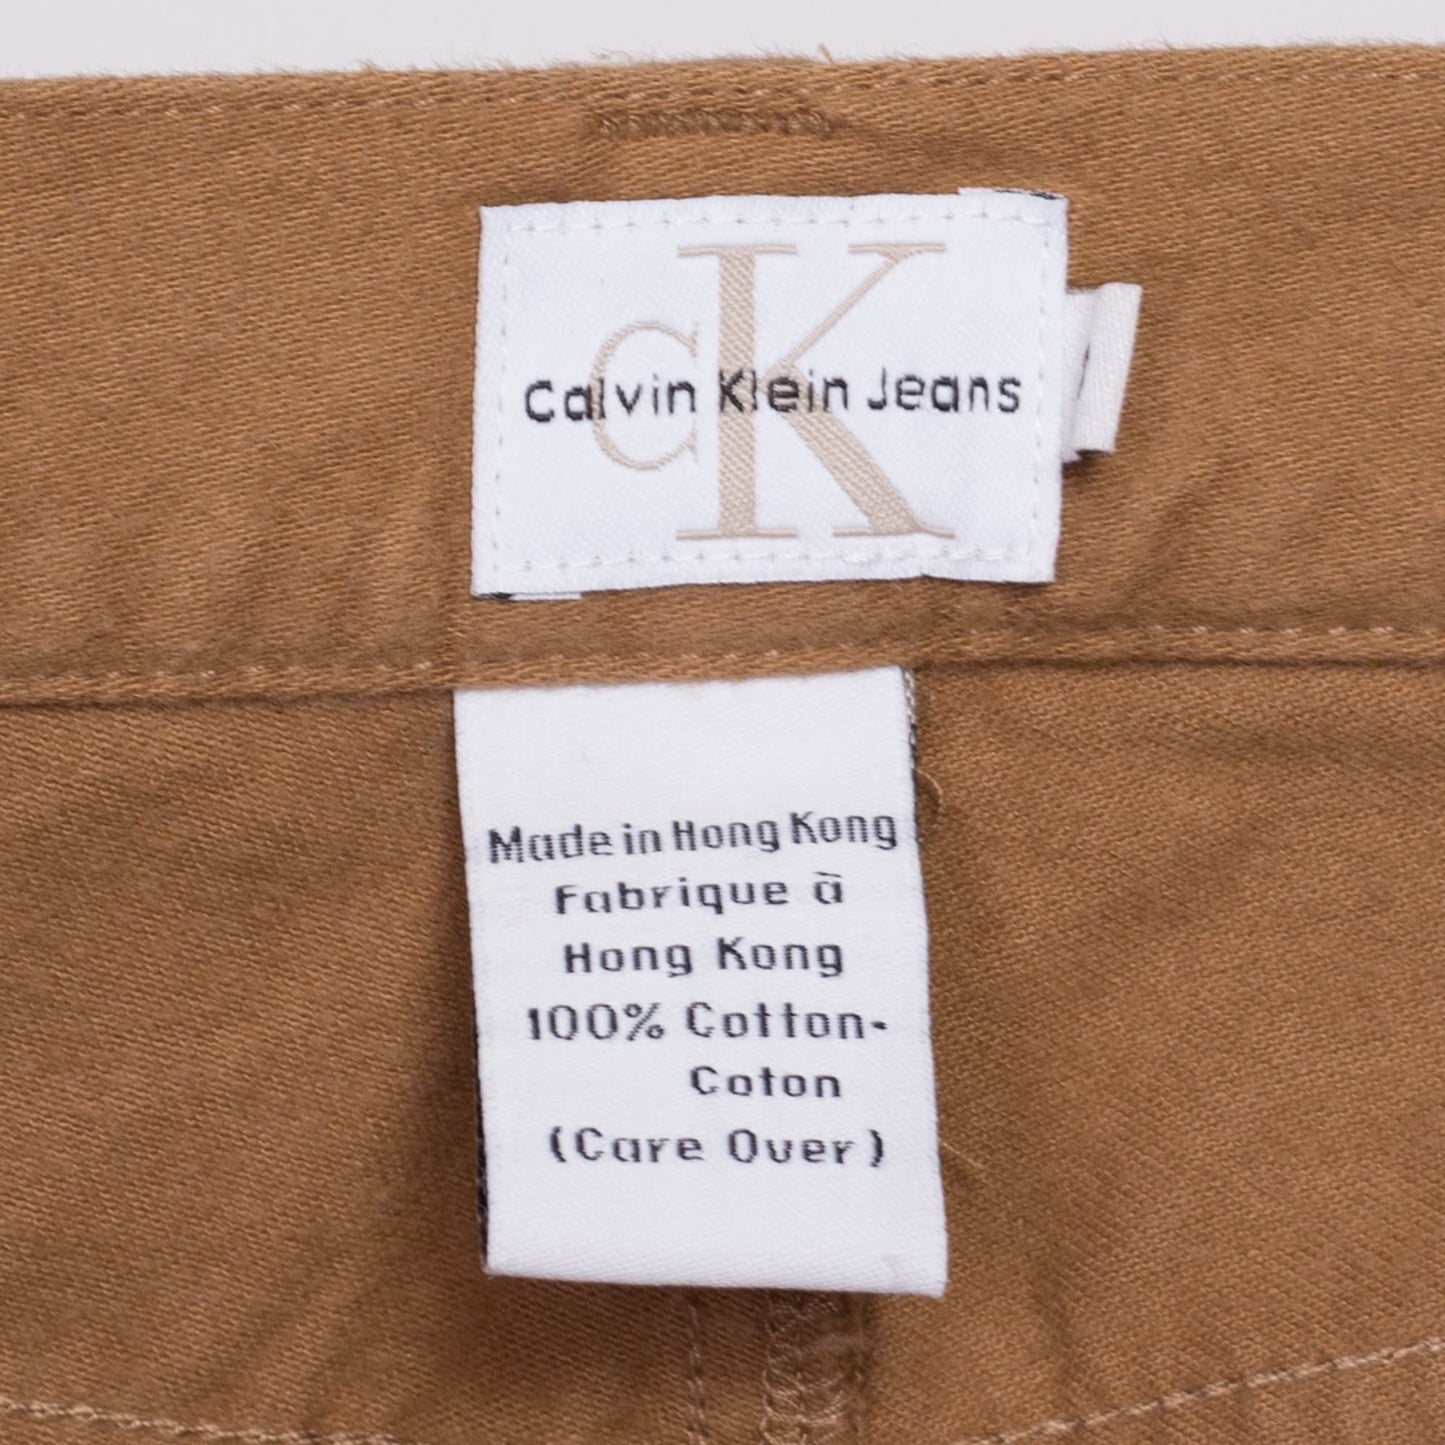 CK
Calvin Klein Jeans
Made in Hong Kong
Fabrique à
Hong Kong
100% Cotton-
Coton
(Care Over)